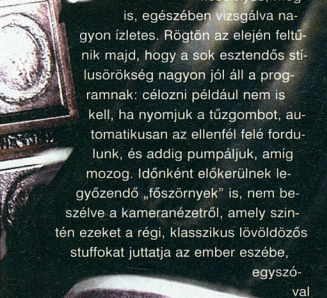 is, egészében vizsgálva na-
gyon ízletes. Rögtön az elején feltű-
nik majd, hogy a sok esztendős stí-
lusörökség nagyon jól áll a prog-
ramnak: célozni például nem is
kell, ha nyomjuk a tűzgombot, au-
tomatikusan az ellenfél felé fordu-
lunk, és addig pumpáljuk, amíg
mozog. Időnként előkerülnek le-
győzendő „főszörnyek” is, nem be-
szélve a kameranézetről, amely szin-
tén ezeket a régi, klasszikus lövöldözős
stuffokat juttatja az ember eszébe,
egyszó-
val